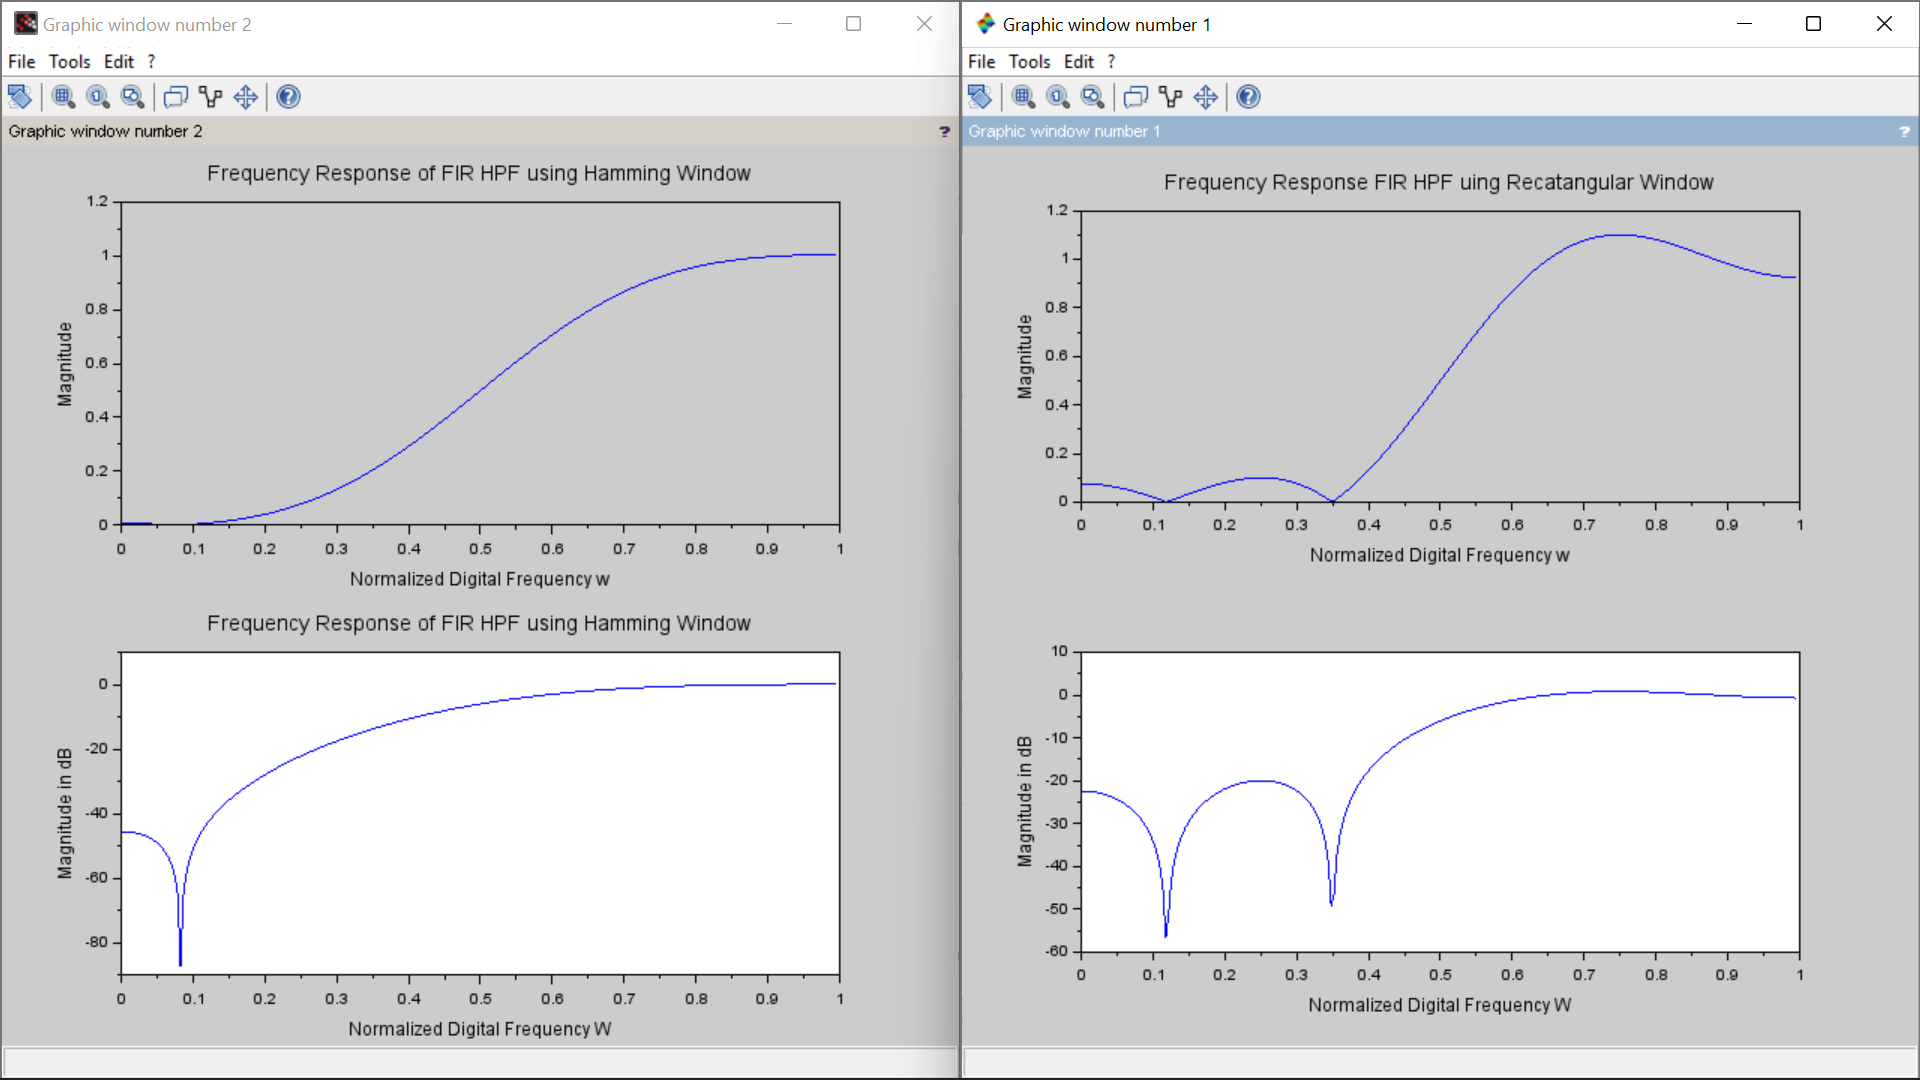 Graphic window number 2
File Tools Edit ?
Graphic window number 2 ?
Frequency Response of FIR HPF using Hamming Window
1.2
1
0.8
0.6
0.4
0.2
0
Magnitude
0 0.1 0.2 0.3 0.4 0.5 0.6 0.7 0.8 0.9 1
Normalized Digital Frequency w
Frequency Response of FIR HPF using Hamming Window
0
-20
-40
-60
-80
Magnitude in dB
0 0.1 0.2 0.3 0.4 0.5 0.6 0.7 0.8 0.9 1
Normalized Digital Frequency W
Graphic window number 1
File Tools Edit ?
Graphic window number 1 ?
Frequency Response FIR HPF uing Recatangular Window
1.2
1
0.8
0.6
0.4
0.2
0
Magnitude
0 0.1 0.2 0.3 0.4 0.5 0.6 0.7 0.8 0.9 1
Normalized Digital Frequency w
10
0
-10
-20
-30
-40
-50
-60
Magnitude in dB
0 0.1 0.2 0.3 0.4 0.5 0.6 0.7 0.8 0.9 1
Normalized Digital Frequency W